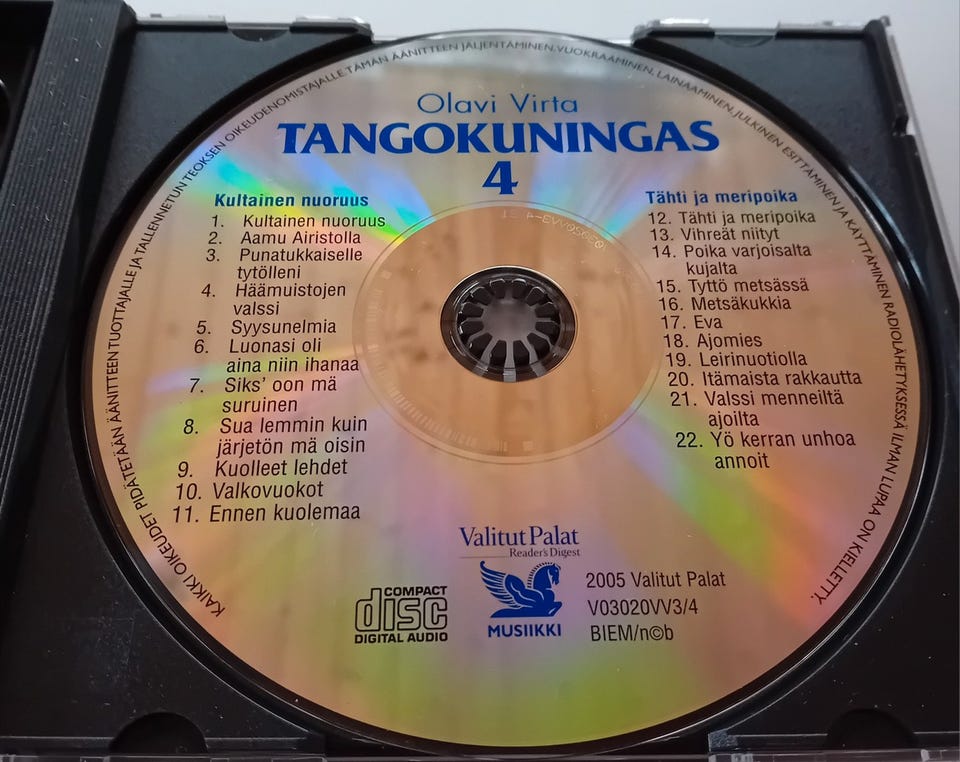 KAIKKI OIKEUDET PIDÄTETÄÄN ÄÄNITTEEN TUOTTAJALLE JA TALLENNETUN TEOKSEN OIKEUDENOMISTAJALLE. TÄMÄN ÄÄNITTEEN JÄLJENTÄMINEN, VUOKRAAMINEN, LAINAAMINEN, JULKINEN ESITTÄMINEN JA KÄYTTÄMINEN RADIOLÄHETYKSESSÄ ILMAN LUPAA ON KIELLETTY.
Olavi Virta
TANGOKUNINGAS
4
Kultainen nuoruus
1. Kultainen nuoruus
2. Aamu Airistolla
3. Punatukkaiselle
tytölleni
4. Häämuistojen
valssi
5. Syysunelmia
6. Luonasi oli
aina niin ihanaa
7. Siks' oon mä
suruinen
8. Sua lemmin kuin
järjetön mä oisin
9. Kuolleet lehdet
10. Valkovuokot
11. Ennen kuolemaa
Tähti ja meripoika
12. Tähti ja meripoika
13. Vihreät niityt
14. Poika varjoisalta
kujalta
15. Tyttö metsässä
16. Metsäkukkia
17. Eva
18. Ajomies
19. Leirinuotiolla
20. Itämaista rakkautta
21. Valssi menneiltä
ajoilta
22. Yö kerran unhoa
annoit
Valitut Palat
Reader's Digest
MUSIIKKI
COMPACT
disc
DIGITAL AUDIO
2005 Valitut Palat
V03020VV3/4
BIEM/n©b